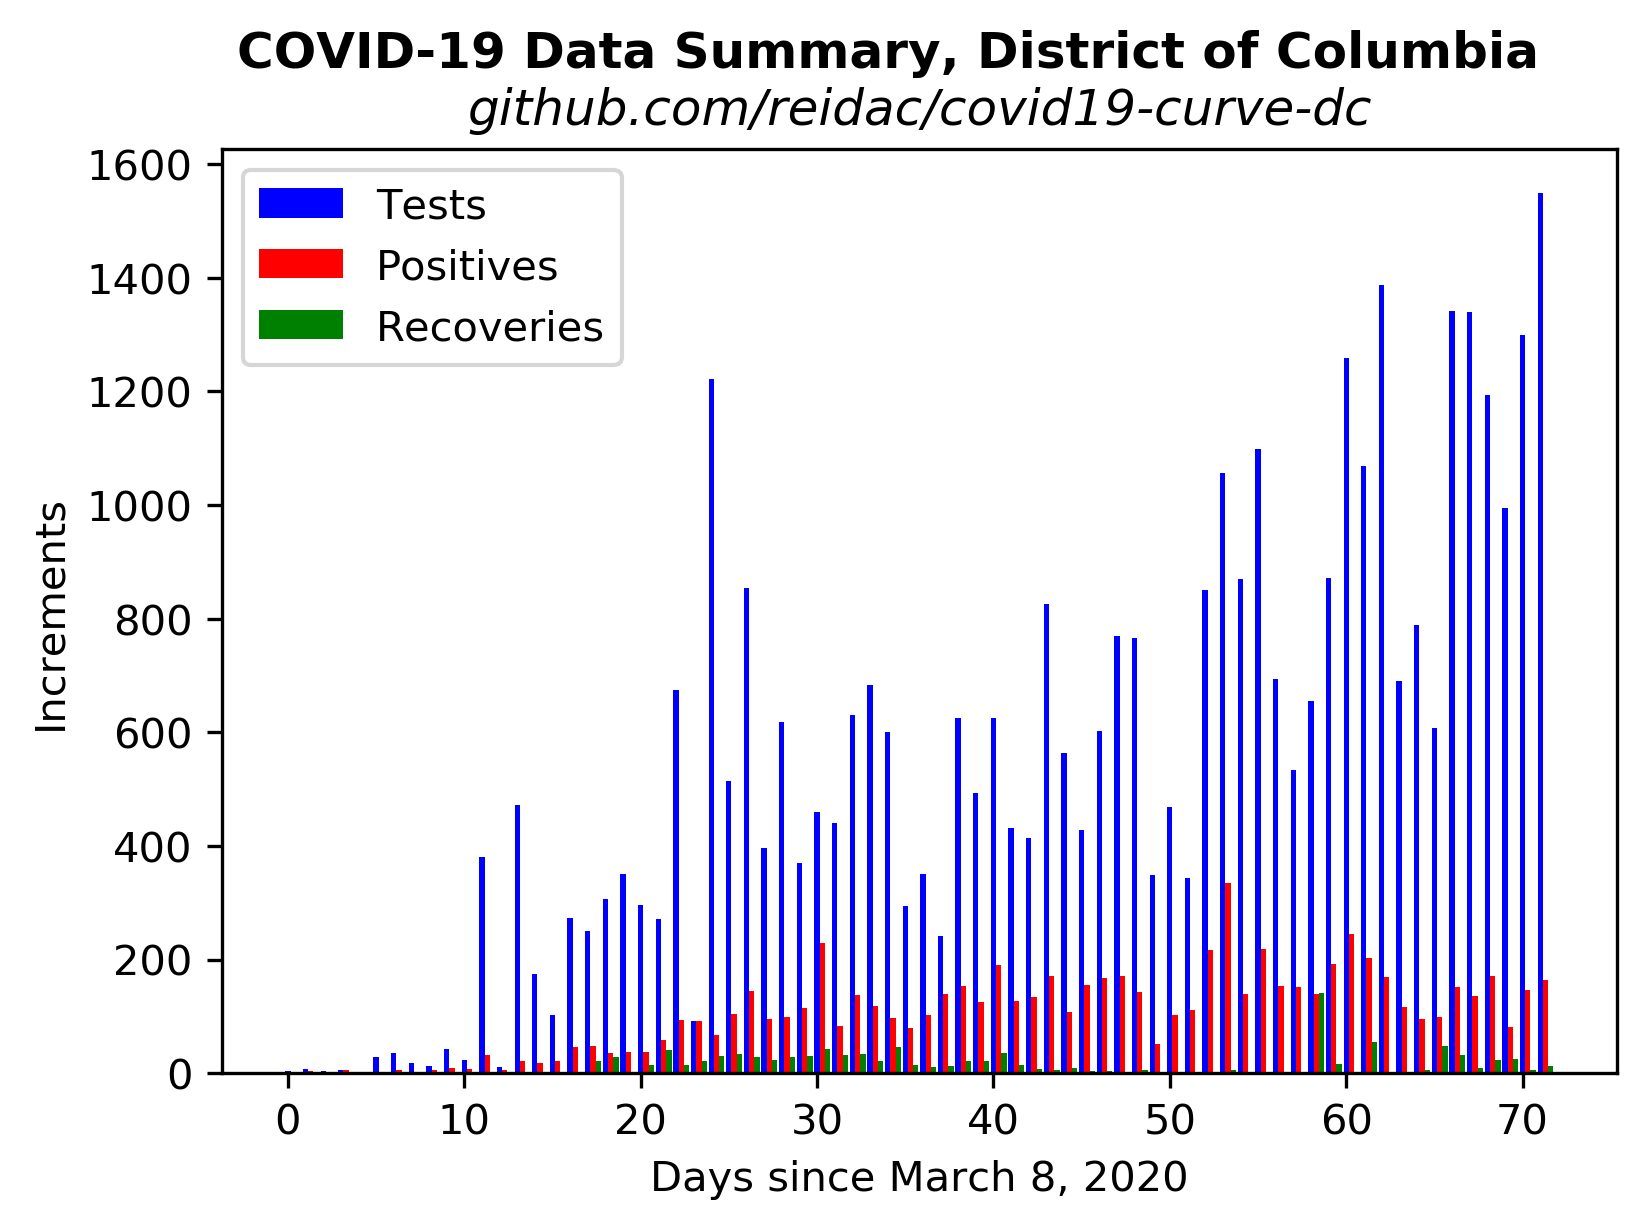 COVID-19 Data Summary, District of Columbia
github.com/reidac/covid19-curve-dc
1600
1400
1200
1000
800
600
400
200
0
Increments
Tests
Positives
Recoveries
0 10 20 30 40 50 60 70
Days since March 8, 2020